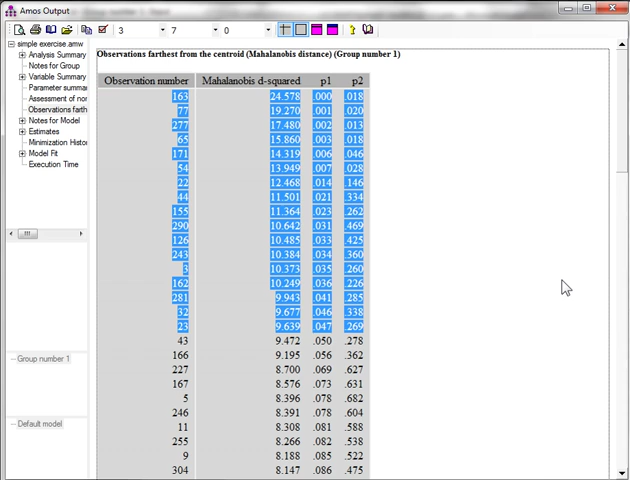 Amos Output
3
7
0
simple exercise.amw
Analysis Summary
Notes for Group
Variable Summary
Parameter summa
Assessment of nor
Observations farth
Notes for Model
Estimates
Minimization Histo
Model Fit
Execution Time
Group number 1
Default model
Observations farthest from the centroid (Mahalanobis distance) (Group number 1)
Observation number Mahalanobis d-squared p1 p2
163 24.578 .000 .018
77 19.270 .001 .020
277 17.480 .002 .013
65 15.860 .003 .018
171 14.319 .006 .046
54 13.949 .007 .028
22 12.468 .014 .146
44 11.501 .021 .334
155 11.364 .023 .262
290 10.642 .031 .469
126 10.485 .033 .425
243 10.384 .034 .360
3 10.373 .035 .260
162 10.249 .036 .226
281 9.943 .041 .285
32 9.677 .046 .338
23 9.639 .047 .269
43 9.472 .050 .278
166 9.195 .056 .362
227 8.700 .069 .627
167 8.576 .073 .631
5 8.396 .078 .682
246 8.391 .078 .604
11 8.308 .081 .588
255 8.266 .082 .538
9 8.188 .085 .522
304 8.147 .086 .475